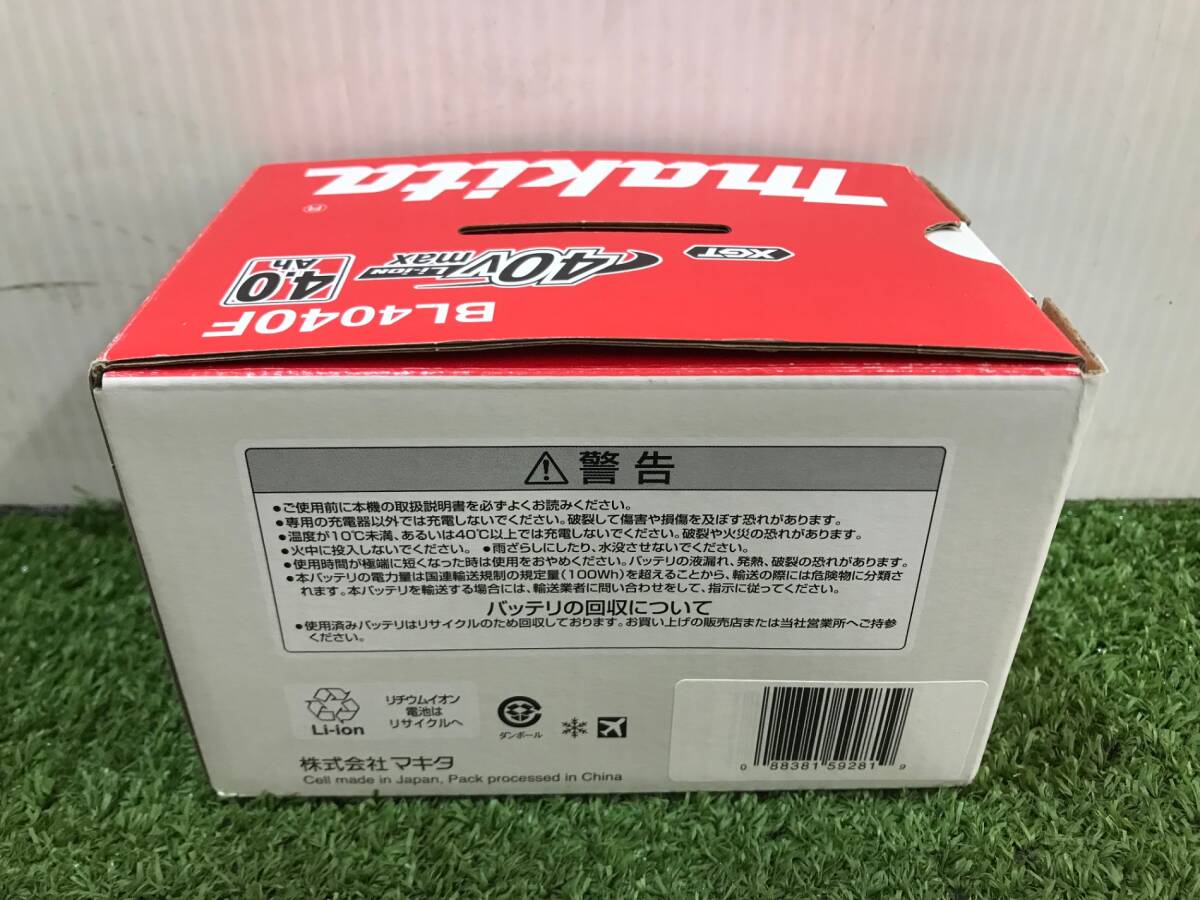 makita
®
XGT
40Vmax Li-ion
4.0
Ah
BL4040F
警告
●ご使用前に本機の取扱説明書を必ずよくお読みください。
●専用の充電器以外では充電しないでください。破裂して傷害や損傷を及ぼす恐れがあります。
●温度が10℃未満、あるいは40℃以上では充電しないでください。破裂や火災の恐れがあります。
●火中に投入しないでください。 ●雨ざらしにしたり、水没させないでください。
●使用時間が極端に短くなった時は使用をおやめください。バッテリの液漏れ、発熱、破裂の恐れがあります。
●本バッテリの電力量は国連輸送規制の規定量(100Wh)を超えることから、輸送の際には危険物に分類さ
れます。本バッテリを輸送する場合には、輸送業者に問い合わせをして、指示に従ってください。
バッテリの回収について
●使用済みバッテリはリサイクルのため回収しております。お買い上げの販売店または当社営業所へご持参
ください。
リチウムイオン
電池は
リサイクルへ
Li-ion
ダンボール
株式会社マキタ
Cell made in Japan, Pack processed in China
0 88381 59281 9